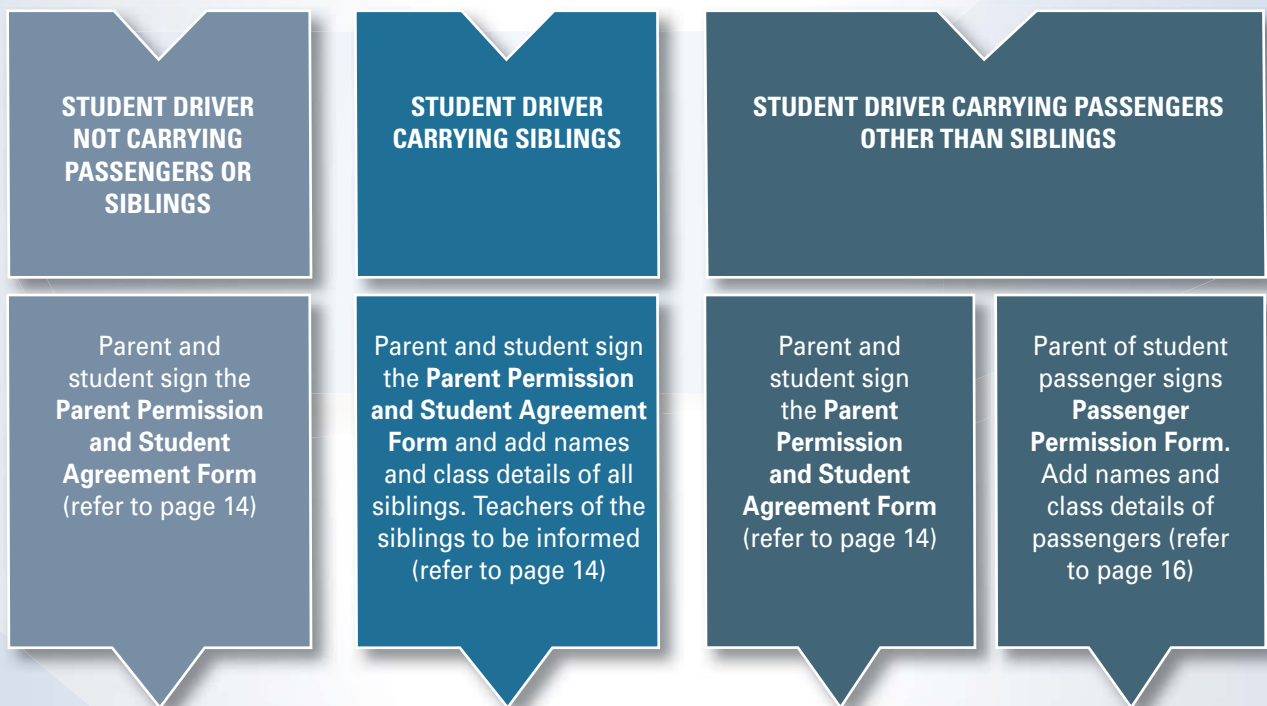 STUDENT DRIVER
NOT CARRYING
PASSENGERS OR
SIBLINGS
Parent and
student sign the
Parent Permission
and Student
Agreement Form
(refer to page 14)
STUDENT DRIVER
CARRYING SIBLINGS
Parent and student sign
the Parent Permission
and Student Agreement
Form and add names
and class details of all
siblings. Teachers of the
siblings to be informed
(refer to page 14)
STUDENT DRIVER CARRYING PASSENGERS
OTHER THAN SIBLINGS
Parent and
student sign
the Parent
Permission
and Student
Agreement Form
(refer to page 14)
Parent of student
passenger signs
Passenger
Permission Form.
Add names and
class details of
passengers (refer
to page 16)